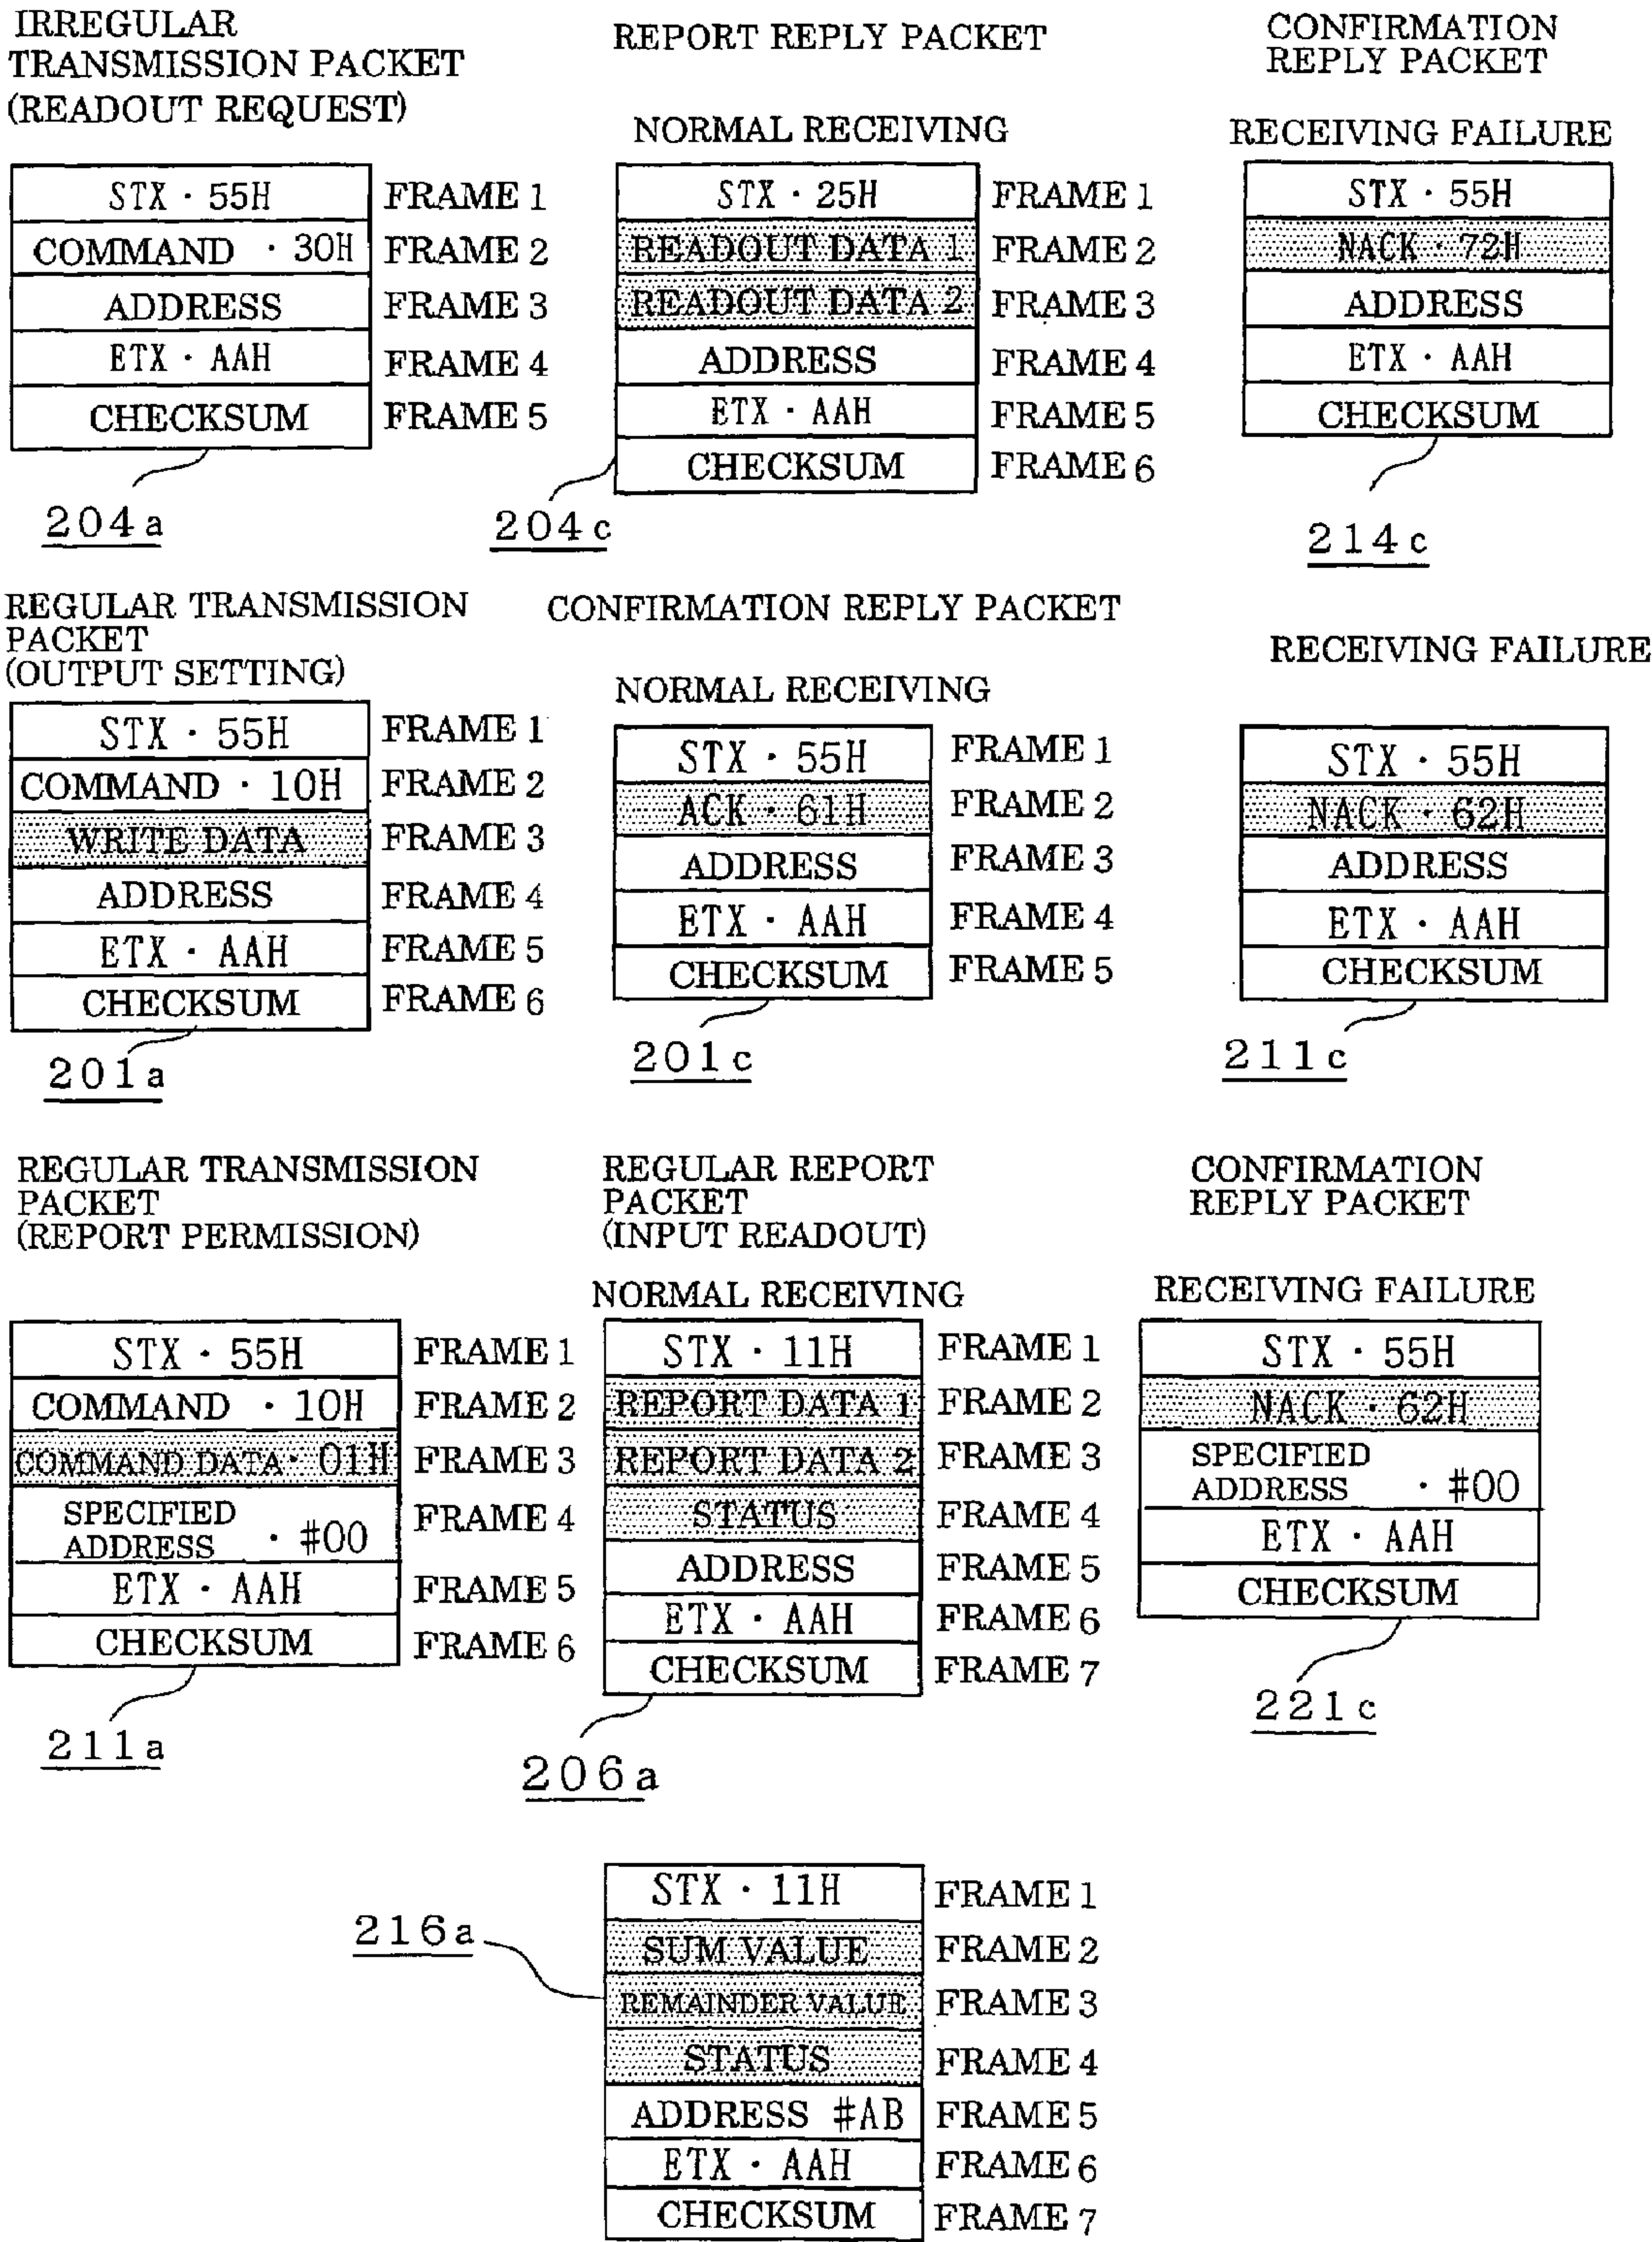 IRREGULAR
TRANSMISSION PACKET
(READOUT REQUEST)
STX · 55H FRAME 1
COMMAND · 30H FRAME 2
ADDRESS FRAME 3
ETX · AAH FRAME 4
CHECKSUM FRAME 5
204a
REPORT REPLY PACKET
NORMAL RECEIVING
STX · 25H FRAME 1
READOUT DATA 1 FRAME 2
READOUT DATA 2 FRAME 3
ADDRESS FRAME 4
ETX · AAH FRAME 5
CHECKSUM FRAME 6
204c
CONFIRMATION
REPLY PACKET
RECEIVING FAILURE
STX · 55H
NACK · 72H
ADDRESS
ETX · AAH
CHECKSUM
214c
REGULAR TRANSMISSION
PACKET
(OUTPUT SETTING)
STX · 55H FRAME 1
COMMAND · 10H FRAME 2
WRITE DATA FRAME 3
ADDRESS FRAME 4
ETX · AAH FRAME 5
CHECKSUM FRAME 6
201a
CONFIRMATION REPLY PACKET
NORMAL RECEIVING
STX · 55H FRAME 1
ACK · 61H FRAME 2
ADDRESS FRAME 3
ETX · AAH FRAME 4
CHECKSUM FRAME 5
201c
RECEIVING FAILURE
STX · 55H
NACK · 62H
ADDRESS
ETX · AAH
CHECKSUM
211c
REGULAR TRANSMISSION
PACKET
(REPORT PERMISSION)
STX · 55H FRAME 1
COMMAND · 10H FRAME 2
COMMAND DATA · 01H FRAME 3
SPECIFIED
ADDRESS · #00 FRAME 4
ETX · AAH FRAME 5
CHECKSUM FRAME 6
211a
REGULAR REPORT
PACKET
(INPUT READOUT)
NORMAL RECEIVING
STX · 11H FRAME 1
REPORT DATA 1 FRAME 2
REPORT DATA 2 FRAME 3
STATUS FRAME 4
ADDRESS FRAME 5
ETX · AAH FRAME 6
CHECKSUM FRAME 7
206a
CONFIRMATION
REPLY PACKET
RECEIVING FAILURE
STX · 55H
NACK · 62H
SPECIFIED
ADDRESS · #00
ETX · AAH
CHECKSUM
221c
216a
STX · 11H FRAME 1
SUM VALUE FRAME 2
REMAINDER VALUE FRAME 3
STATUS FRAME 4
ADDRESS #AB FRAME 5
ETX · AAH FRAME 6
CHECKSUM FRAME 7